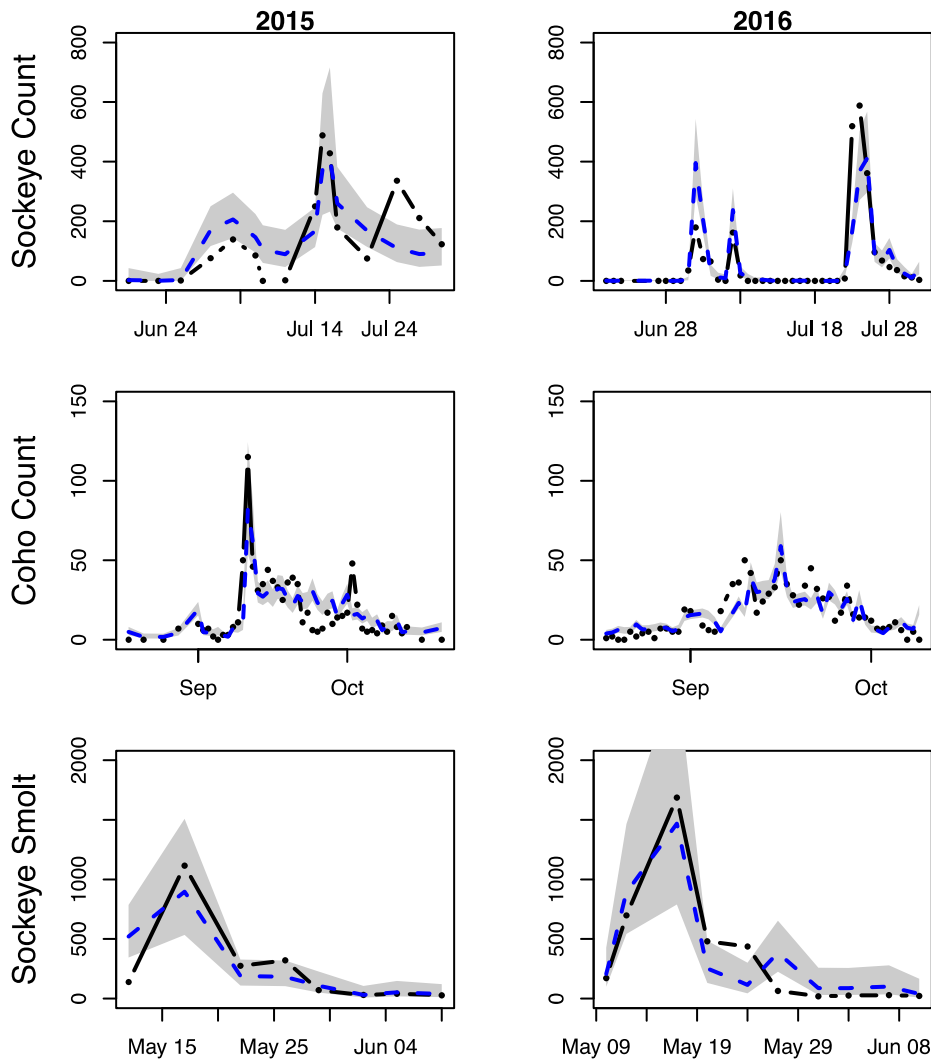 2015
2016
Sockeye Count
800
600
400
200
0
Jun 24
Jul 14
Jul 24
800
600
400
200
0
Jun 28
Jul 18
Jul 28
Coho Count
150
100
50
0
Sep
Oct
150
100
50
0
Sep
Oct
Sockeye Smolt
2000
1000
500
0
May 15
May 25
Jun 04
2000
1000
500
0
May 09
May 19
May 29
Jun 08